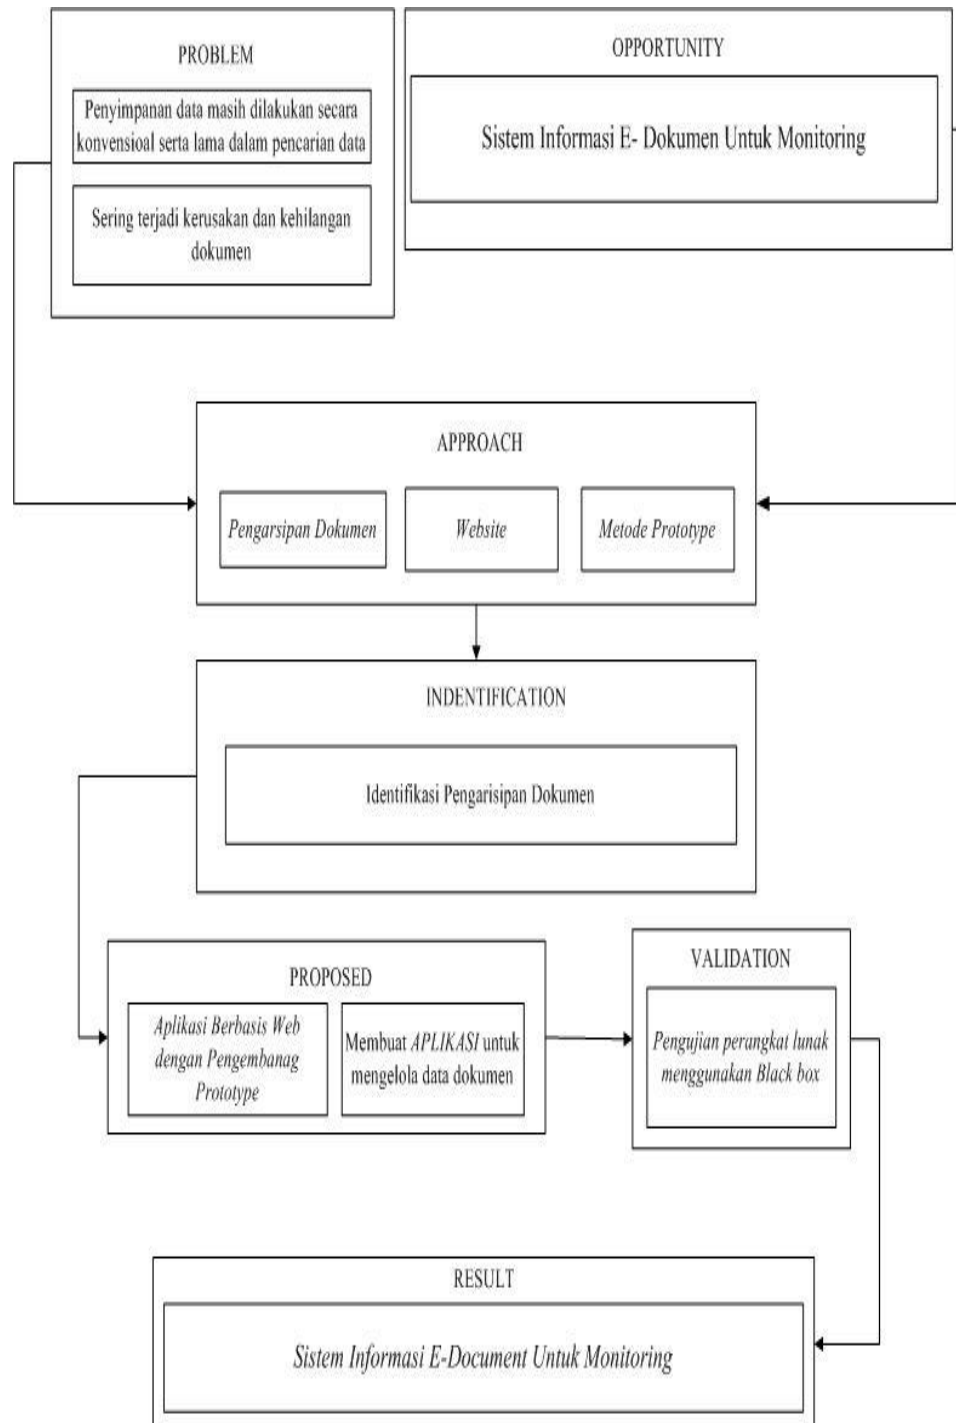 PROBLEM
Penyimpanan data masih dilakukan secara
konvensioal serta lama dalam pencarian data
Sering terjadi kerusakan dan kehilangan
dokumen
OPPORTUNITY
Sistem Informasi E- Dokumen Untuk Monitoring
APPROACH
Pengarsipan Dokumen
Website
Metode Prototype
INDENTIFICATION
Identifikasi Pengarisipan Dokumen
PROPOSED
Aplikasi Berbasis Web
dengan Pengembanag
Prototype
Membuat APLIKASI untuk
mengelola data dokumen
VALIDATION
Pengujian perangkat lunak
menggunakan Black box
RESULT
Sistem Informasi E-Document Untuk Monitoring